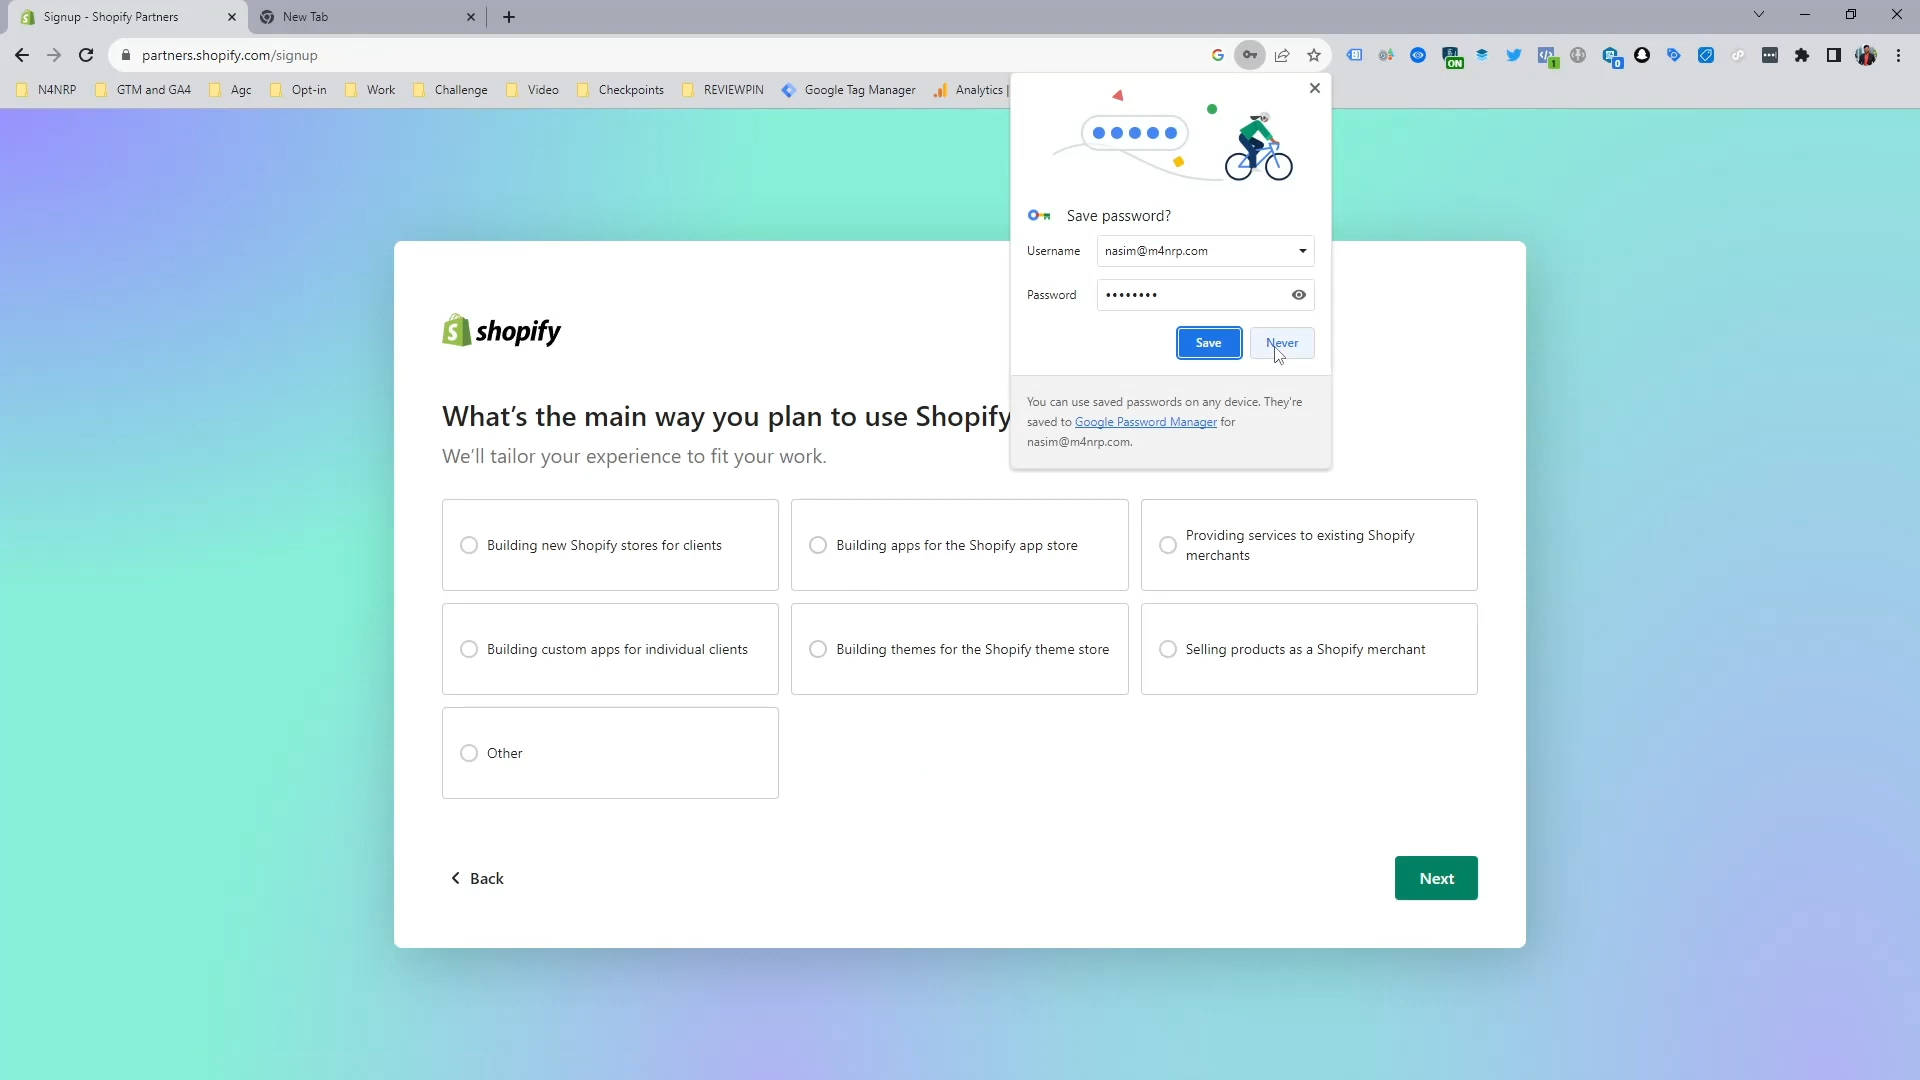 Signup - Shopify Partners
New Tab
partners.shopify.com/signup
ON
1
0
N4NRP
GTM and GA4
Agc
Opt-in
Work
Challenge
Video
Checkpoints
REVIEWPIN
Google Tag Manager
Analytics |
Save password?
Username
nasim@m4nrp.com
Password
••••••••
Save
Never
You can use saved passwords on any device. They're
saved to Google Password Manager for
nasim@m4nrp.com.
shopify
What's the main way you plan to use Shopify
We'll tailor your experience to fit your work.
Building new Shopify stores for clients
Building apps for the Shopify app store
Providing services to existing Shopify
merchants
Building custom apps for individual clients
Building themes for the Shopify theme store
Selling products as a Shopify merchant
Other
Back
Next